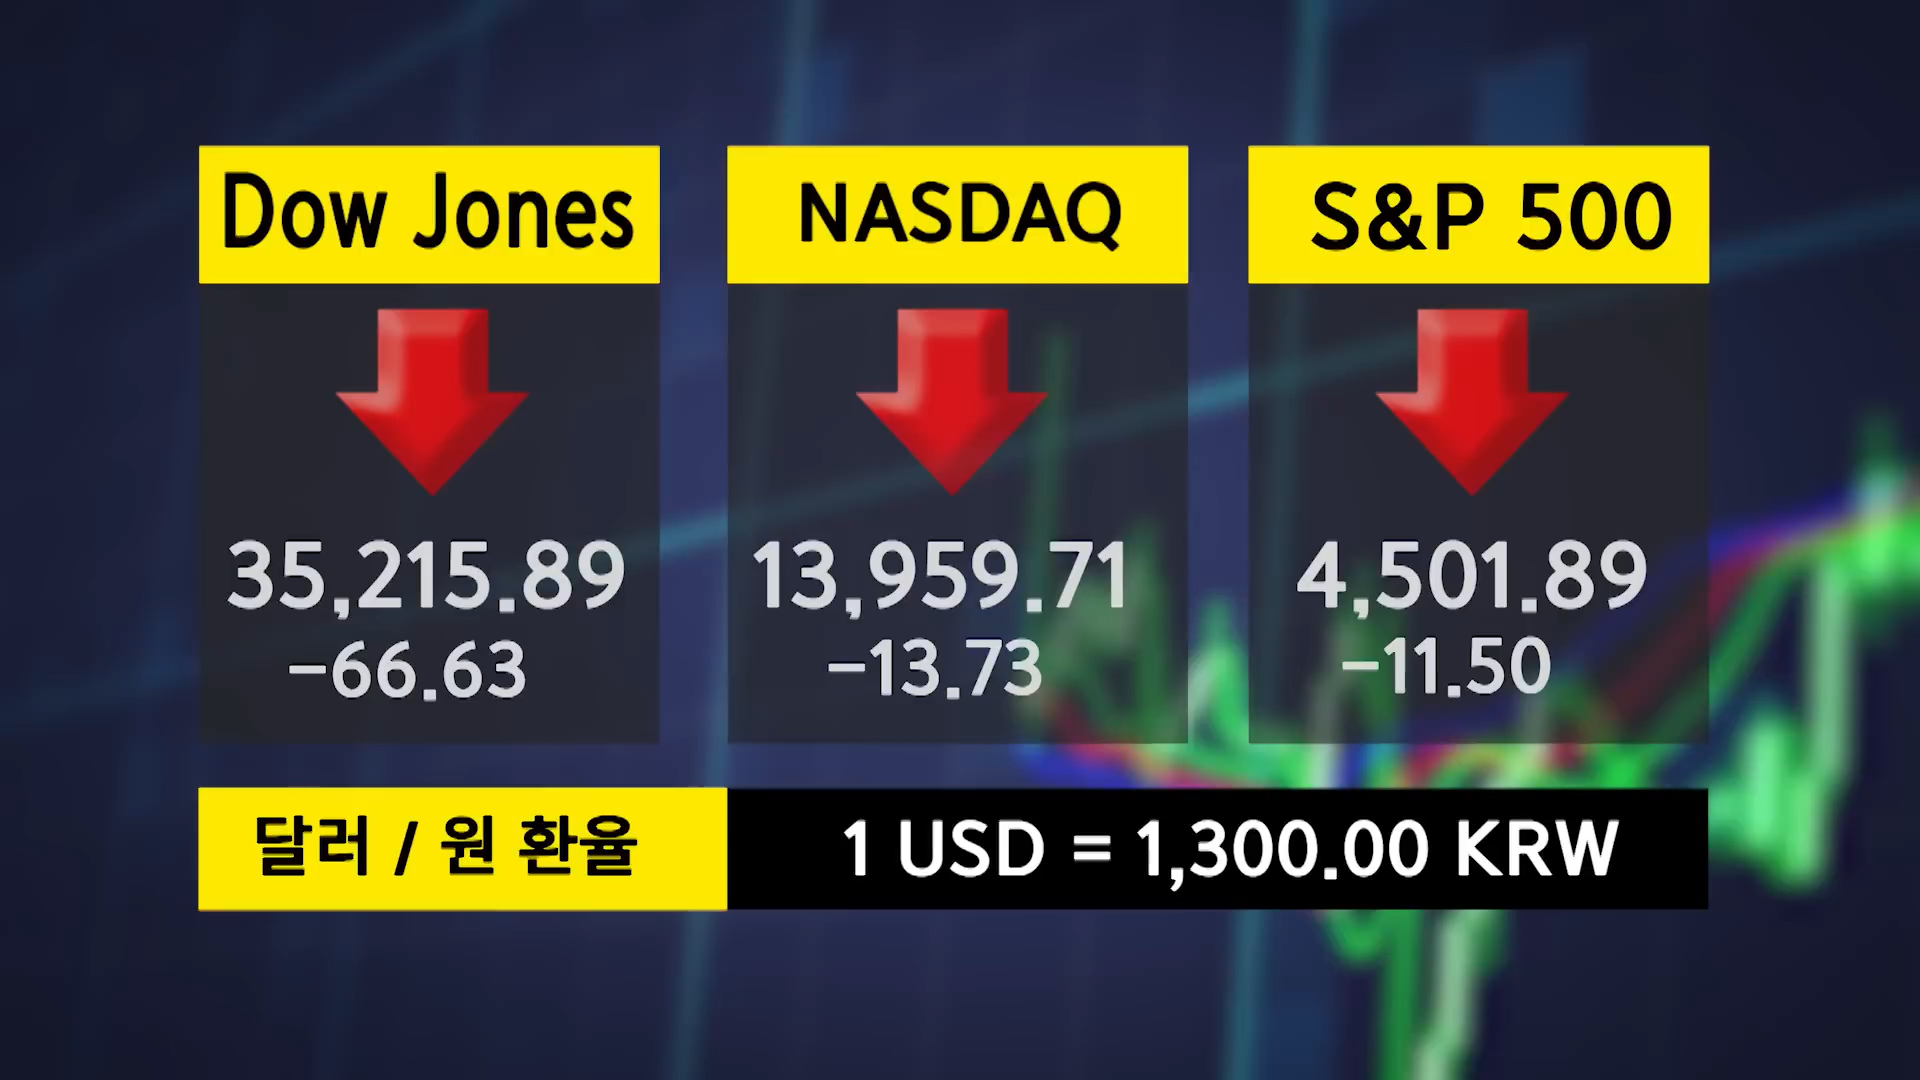 Dow Jones
35,215.89
-66.63
NASDAQ
13,959.71
-13.73
S&P 500
4,501.89
-11.50
달러 / 원 환율
1 USD = 1,300.00 KRW